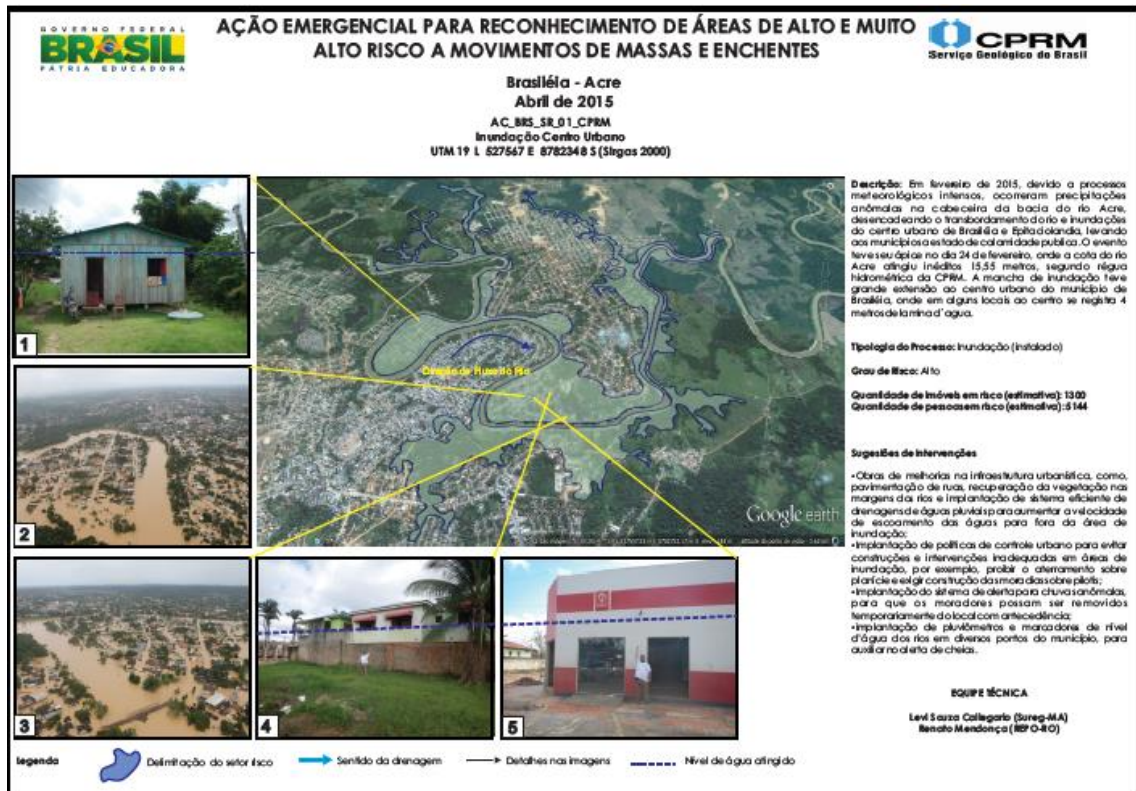 GOVERNO FEDERAL
BRASIL
PÁTRIA EDUCADORA
AÇÃO EMERGENCIAL PARA RECONHECIMENTO DE ÁREAS DE ALTO E MUITO
ALTO RISCO A MOVIMENTOS DE MASSAS E ENCHENTES
CPRM
Serviço Geológico do Brasil
Brasiléia - Acre
Abril de 2015
AC_BRS_SR_01_CPRM
Inundação Centro Urbano
UTM 19 L 527567 E 8782348 S (Sirgas 2000)
1
2
3
4
5
Direção de Fluxo do Rio
Google earth
Descrição: Em fevereiro de 2015, devido a processos
meteorológicos intensos, ocorreram precipitações
anômalas na cabeceira da bacia do rio Acre,
desencadeando o transbordamento do rio e inundações
do centro urbano de Brasiléia e Epitaciolandia, levando
aos municípios a estado de calamidade publica. O evento
teve seu ápice no dia 24 de fevereiro, onde a cota do rio
Acre atingiu inéditos 15,55 metros, segundo régua
hidrométrica da CPRM. A mancha de inundação teve
grande extensão ao centro urbano do município de
Brasiléia, onde em alguns locais ao centro se registra 4
metros de lamina d´agua.
Tipologia do Processo: Inundação (instalado)
Grau de Risco: Alto
Quantidade de imóveis em risco (estimativa): 1300
Quantidade de pessoas em risco (estimativa): 5144
Sugestões de Intervenções
•Obras de melhorias na infraestrutura urbanística, como,
pavimentação de ruas, recuperação da vegetação nas
margens dos rios e implantação de sistema eficiente de
drenagens de águas pluviais para aumentar a velocidade
de escoamento das águas para fora da área de
inundação;
•Implantação de políticas de controle urbano para evitar
construções e intervenções inadequadas em áreas de
inundação, por exemplo, proibir o aterramento sobre
planície e exigir construção das moradias sobre pilotis;
•Implantação do sistema de alerta para chuvas anômalas,
para que os moradores possam ser removidos
temporariamente do local com antecedência;
•Implantação de pluviômetros e marcadores de nível
d'água dos rios em diversos pontos do município, para
auxiliar no alerta de cheias.
EQUIPE TÉCNICA
Levi Souza Callegario (Sureg-MA)
Renato Mendonça (REPO-RO)
Legenda
Delimitação do setor risco
Sentido da drenagem
Detalhes nas imagens
Nível de água atingido